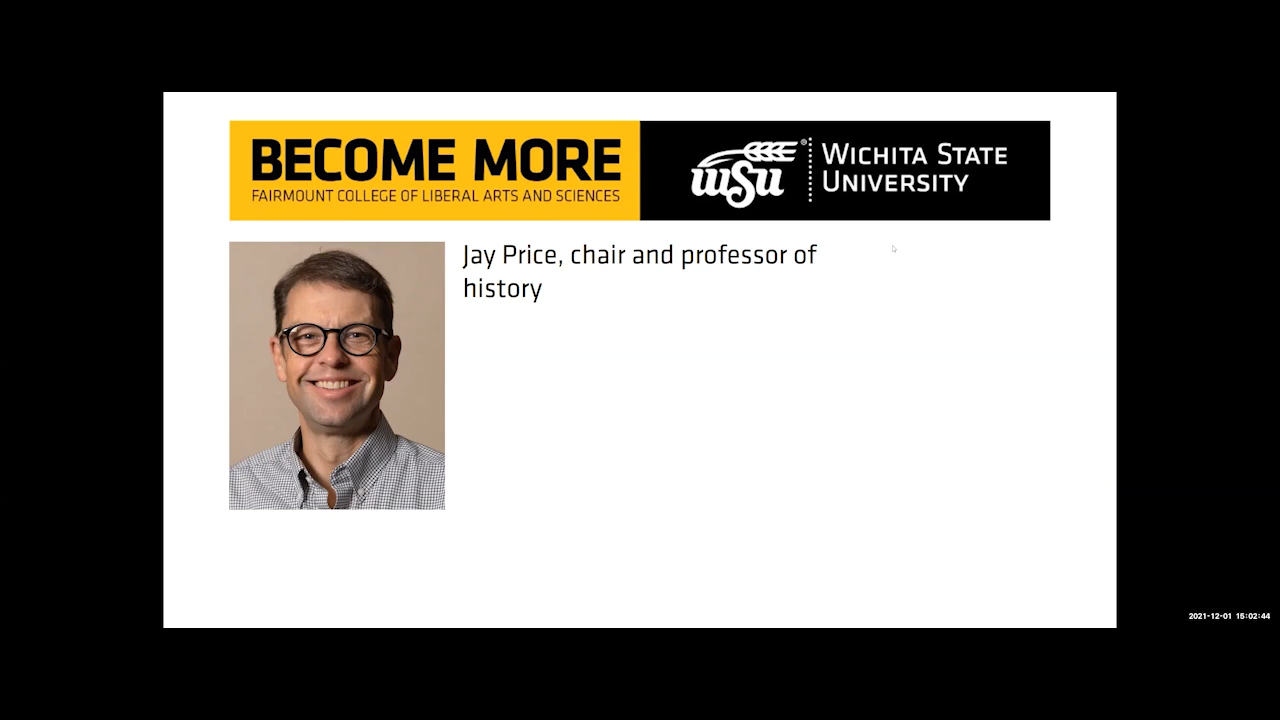 BECOME MORE
FAIRMOUNT COLLEGE OF LIBERAL ARTS AND SCIENCES
wsu
®
WICHITA STATE
UNIVERSITY
Jay Price, chair and professor of
history
2021-12-01 15:02:44